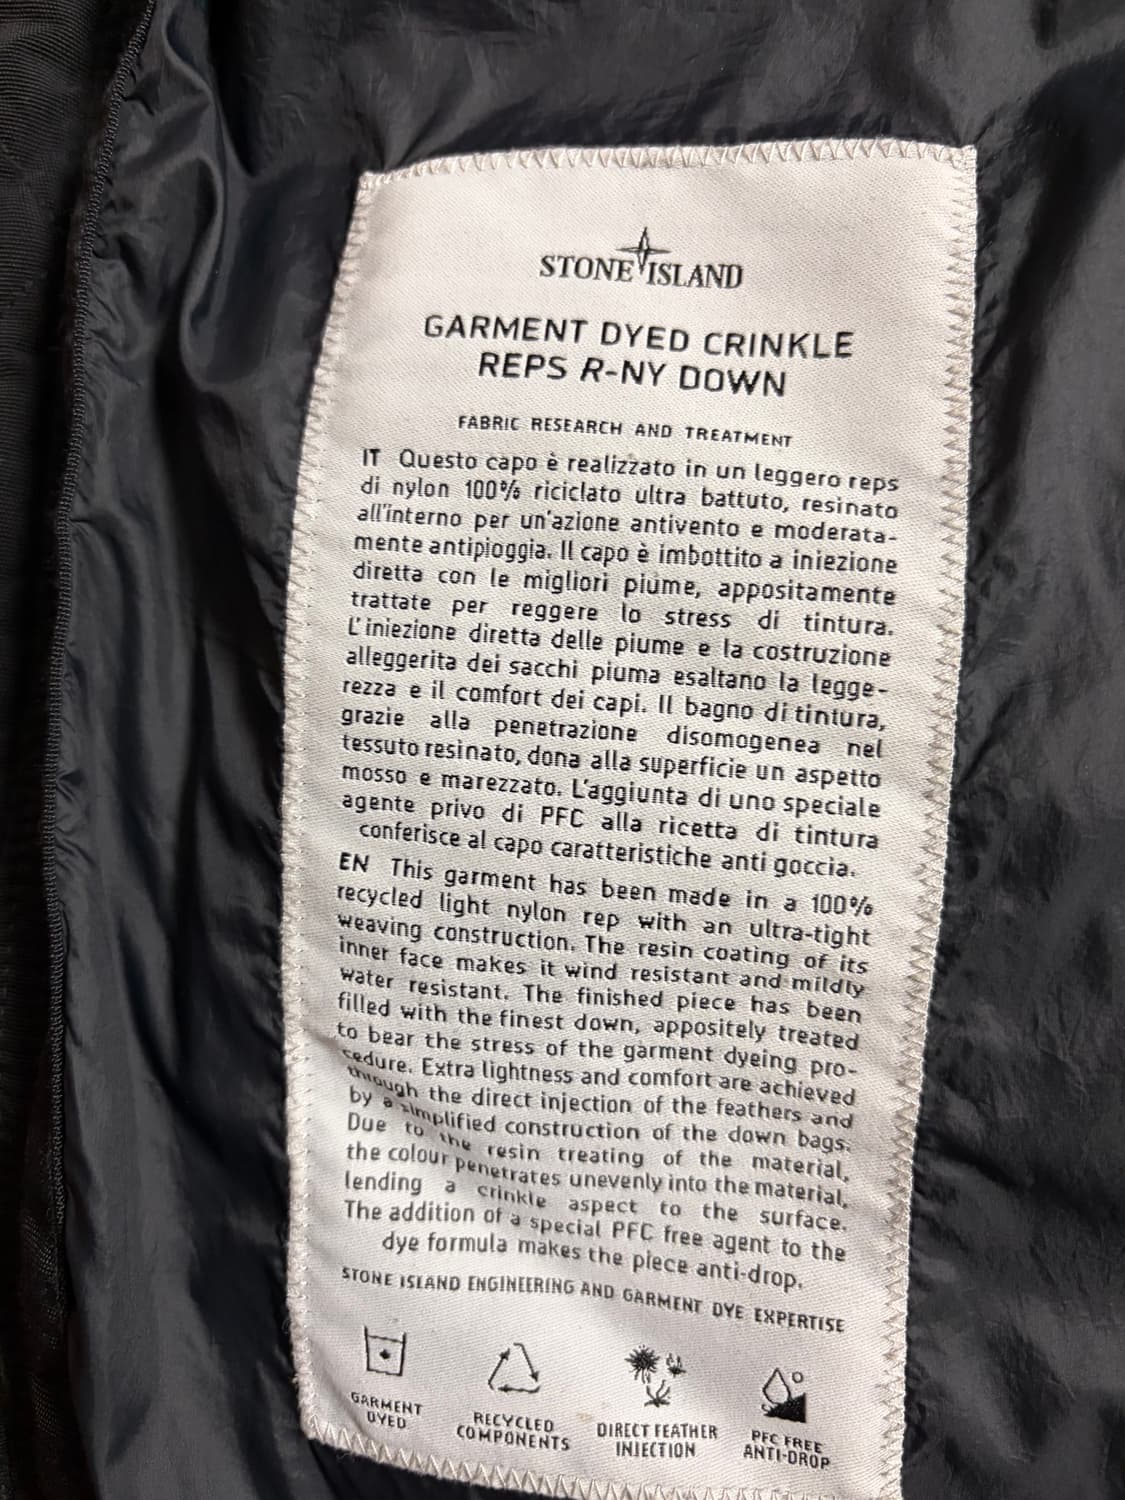 STONE ISLAND
GARMENT DYED CRINKLE
REPS R-NY DOWN
FABRIC RESEARCH AND TREATMENT
IT Questo capo è realizzato in un leggero reps
di nylon 100% riciclato ultra battuto, resinato
all'interno per un'azione antivento e moderata-
mente antipioggia. Il capo è imbottito a iniezione
diretta con le migliori piume, appositamente
trattate per reggere lo stress di tintura.
L'iniezione diretta delle piume e la costruzione
alleggerita dei sacchi piuma esaltano la legge-
rezza e il comfort dei capi. Il bagno di tintura,
grazie alla penetrazione disomogenea nel
tessuto resinato, dona alla superficie un aspetto
mosso e marezzato. L'aggiunta di uno speciale
agente privo di PFC alla ricetta di tintura
conferisce al capo caratteristiche anti goccia.
EN This garment has been made in a 100%
recycled light nylon rep with an ultra-tight
weaving construction. The resin coating of its
inner face makes it wind resistant and mildly
water resistant. The finished piece has been
filled with the finest down, appositely treated
to bear the stress of the garment dyeing pro-
cedure. Extra lightness and comfort are achieved
through the direct injection of the feathers and
by a simplified construction of the down bags.
Due to the resin treating of the material,
the colour penetrates unevenly into the material,
lending a crinkle aspect to the surface.
The addition of a special PFC free agent to the
dye formula makes the piece anti-drop.
STONE ISLAND ENGINEERING AND GARMENT DYE EXPERTISE
GARMENT
DYED
RECYCLED
COMPONENTS
DIRECT FEATHER
INJECTION
PFC FREE
ANTI-DROP